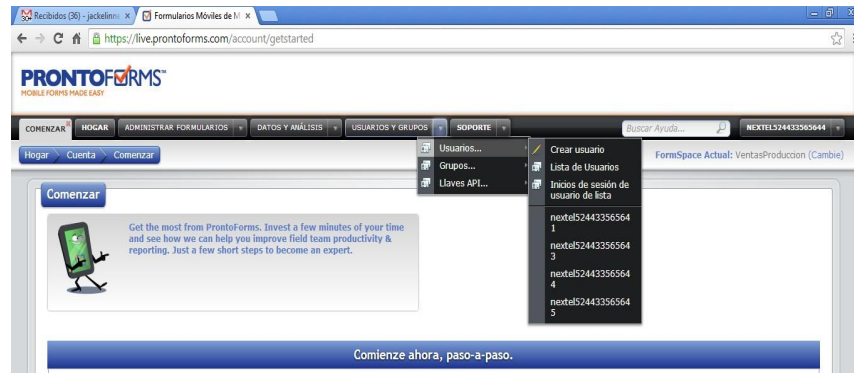 Recibidos (36) - jackelinn
Formularios Móviles de M
https://live.prontoforms.com/account/getstarted
PRONTOFORMS™
MOBILE FORMS MADE EASY
COMENZAR HOGAR ADMINISTRAR FORMULARIOS DATOS Y ANÁLISIS USUARIOS Y GRUPOS SOPORTE Buscar Ayuda... NEXTEL524433565644
Hogar Cuenta Comenzar
FormSpace Actual: VentasProduccion (Cambie)
Usuarios...
Grupos...
Llaves API...
Crear usuario
Lista de Usuarios
Inicios de sesión de
usuario de lista
nextel52443356564
1
nextel52443356564
3
nextel52443356564
4
nextel52443356564
5
Comenzar
Get the most from ProntoForms. Invest a few minutes of your time
and see how we can help you improve field team productivity &
reporting. Just a few short steps to become an expert.
Comienze ahora, paso-a-paso.